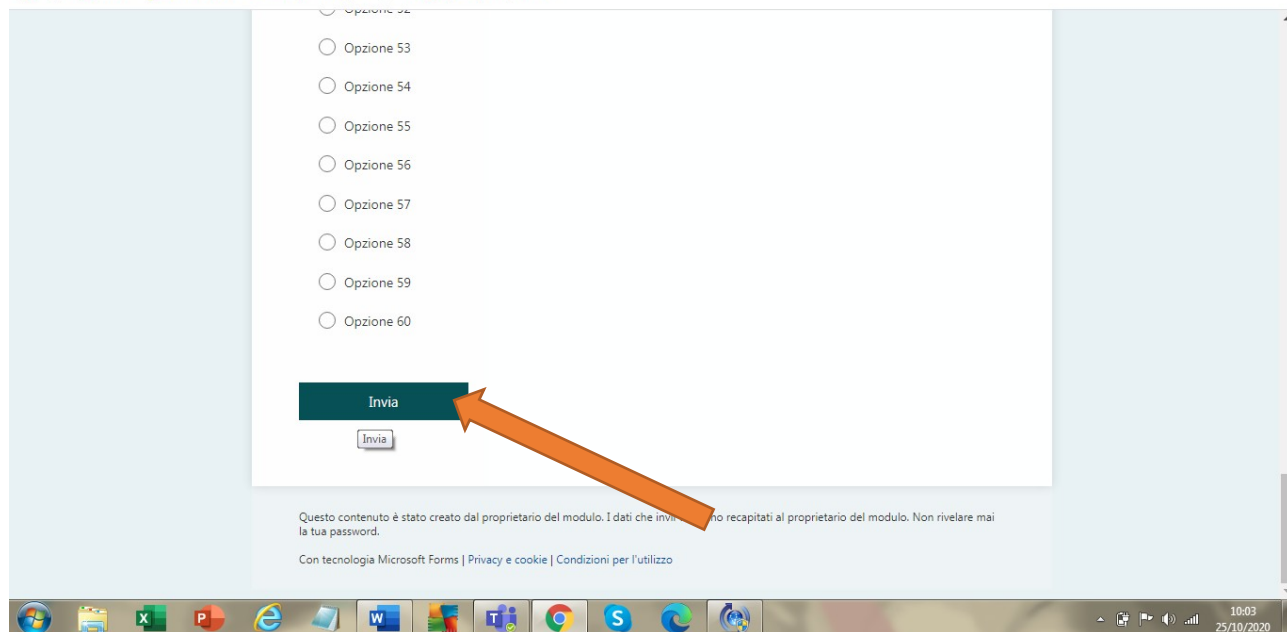 Opzione 52
Opzione 53
Opzione 54
Opzione 55
Opzione 56
Opzione 57
Opzione 58
Opzione 59
Opzione 60
Invia
Invia
Questo contenuto è stato creato dal proprietario del modulo. I dati che recapitati al proprietario del modulo. Non rivelare mai
la tua password.
Con tecnologia Microsoft Forms | Privacy e cookie | Condizioni per l'utilizzo
10:03
25/10/2020